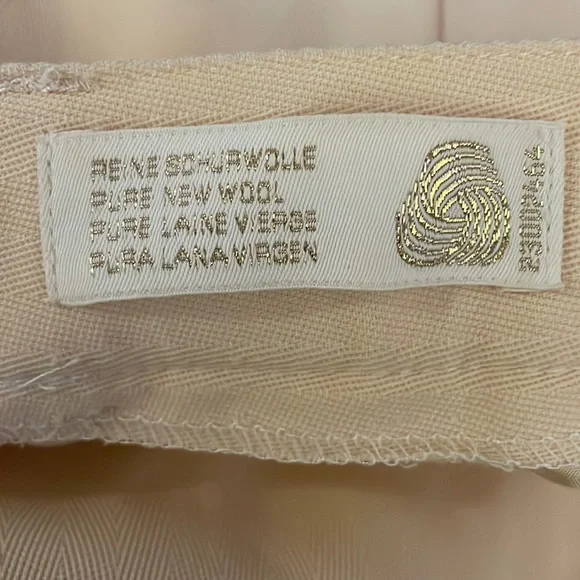 REINE SCHURWOLLE
PURE NEW WOOL
PURE LAINE VIERGE
PURA LANA VIRGEN